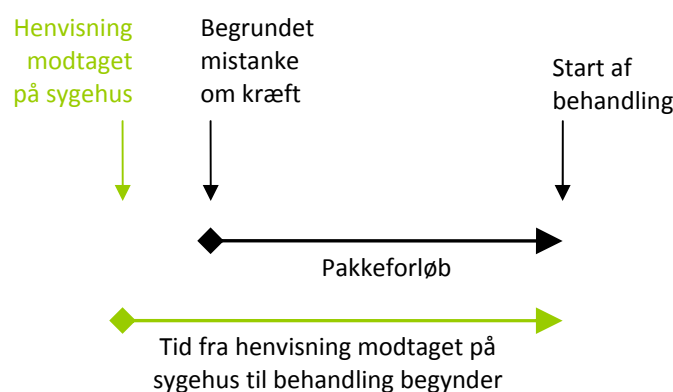 Henvisning
modtaget
på sygehus
Begrundet
mistanke
om kræft
Start af
behandling
Pakkeforløb
Tid fra henvisning modtaget på
sygehus til behandling begynder